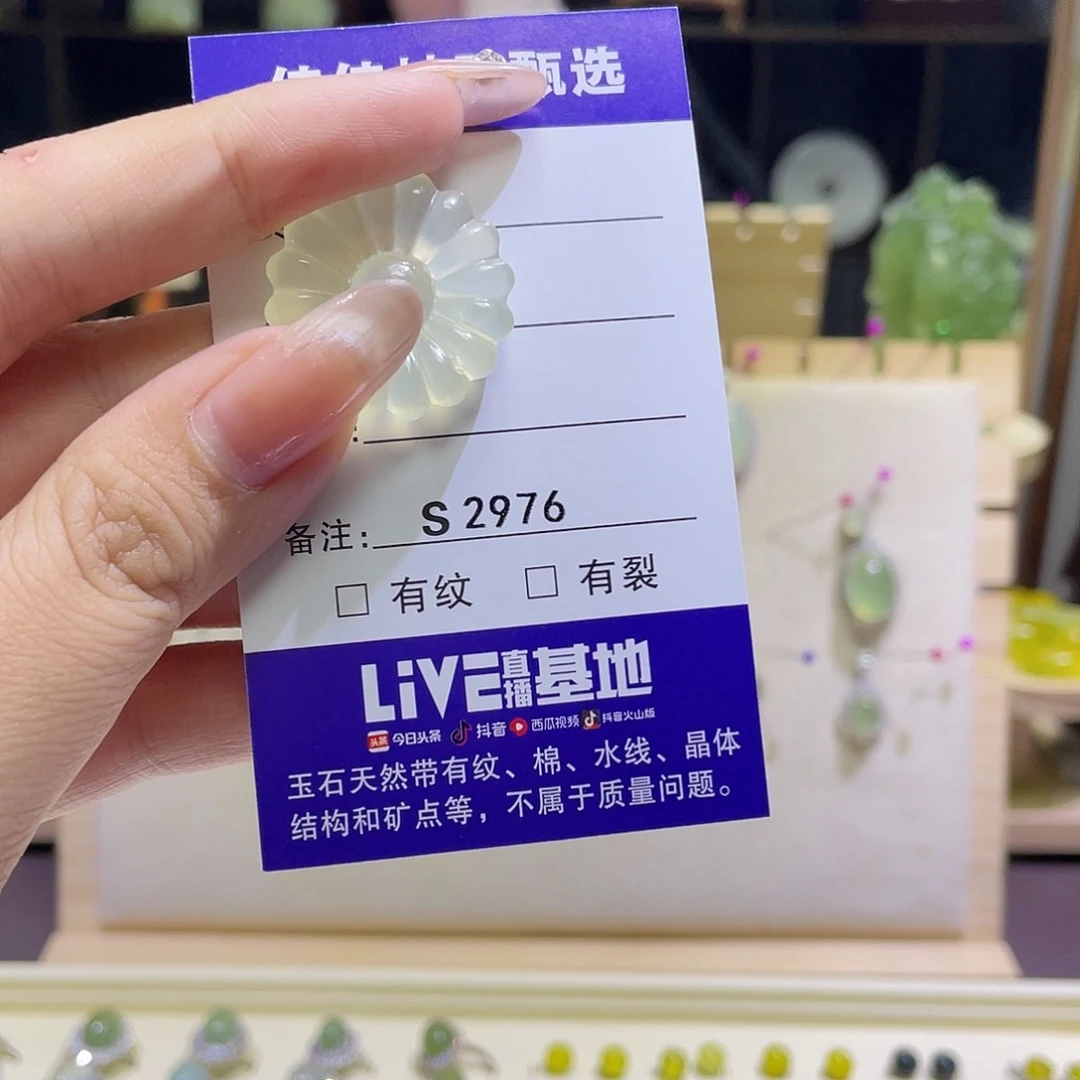 甄选
备注: S 2976
□ 有纹 □ 有裂
LiVE直播基地
头条 今日头条 抖音 西瓜视频 抖音火山版
玉石天然带有纹、棉、水线、晶体
结构和矿点等，不属于质量问题。